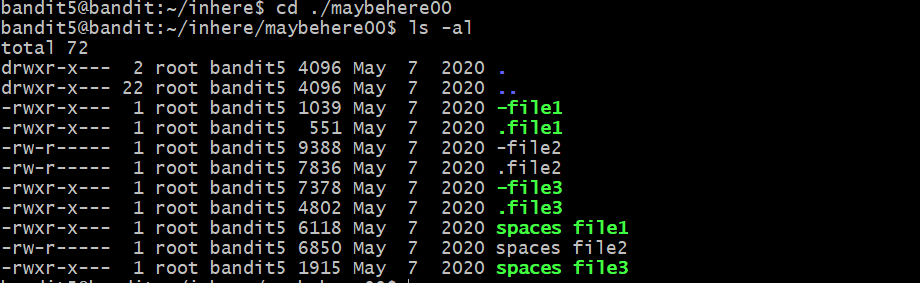 bandit5@bandit:~/inhere$ cd ./maybehere00
bandit5@bandit:~/inhere/maybehere00$ ls -al
total 72
drwxr-x---  2 root bandit5 4096 May  7  2020 .
drwxr-x--- 22 root bandit5 4096 May  7  2020 ..
-rwxr-x---  1 root bandit5 1039 May  7  2020 -file1
-rwxr-x---  1 root bandit5  551 May  7  2020 .file1
-rw-r-----  1 root bandit5 9388 May  7  2020 -file2
-rw-r-----  1 root bandit5 7836 May  7  2020 .file2
-rwxr-x---  1 root bandit5 7378 May  7  2020 -file3
-rwxr-x---  1 root bandit5 4802 May  7  2020 .file3
-rwxr-x---  1 root bandit5 6118 May  7  2020 spaces file1
-rw-r-----  1 root bandit5 6850 May  7  2020 spaces file2
-rwxr-x---  1 root bandit5 1915 May  7  2020 spaces file3